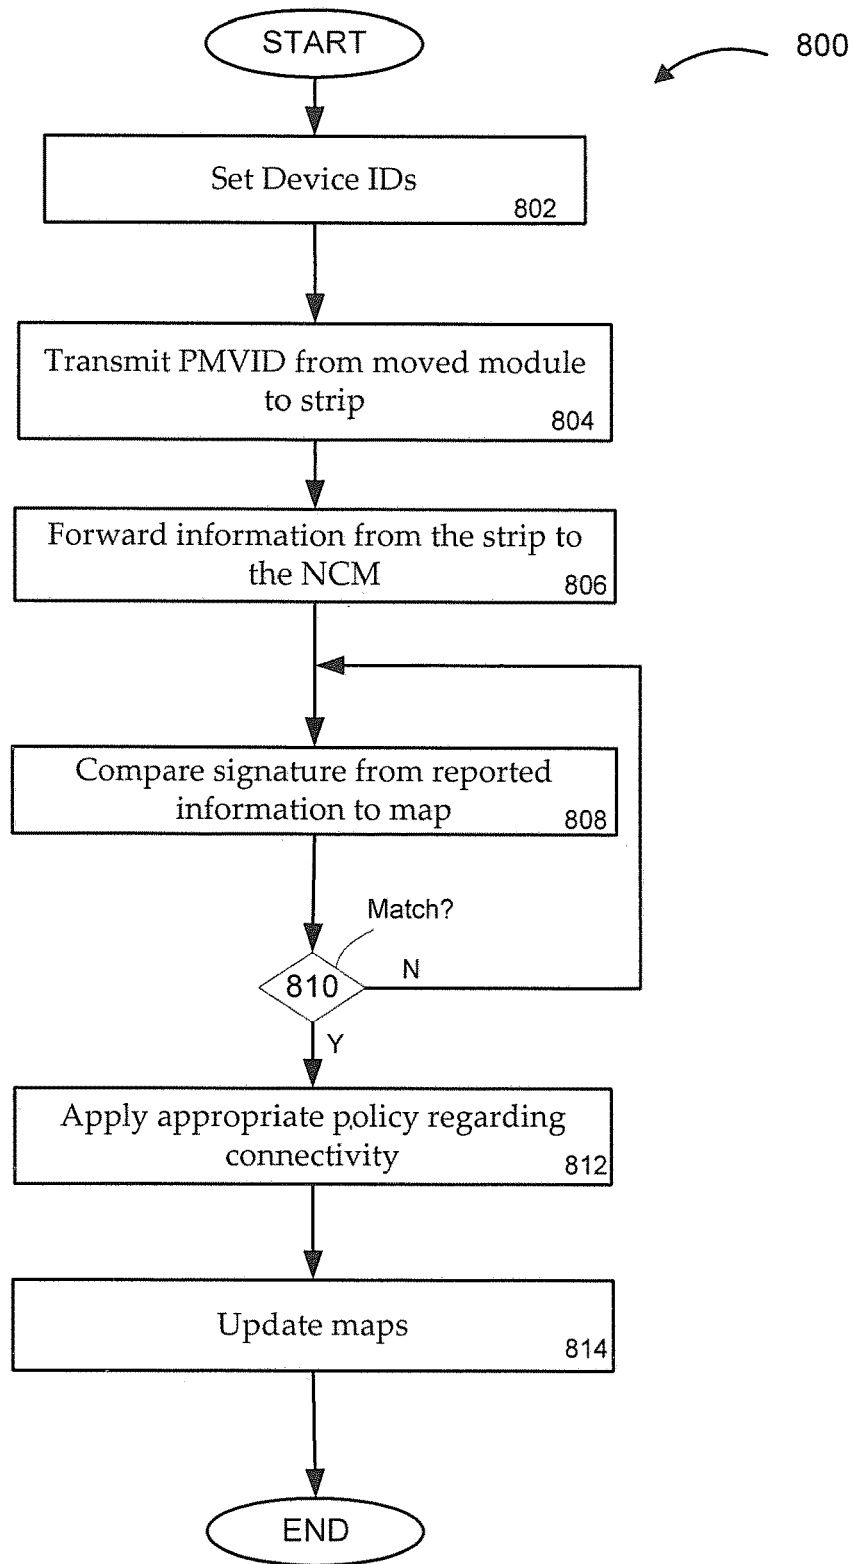 START
800
Set Device IDs
802
Transmit PMVID from moved module
to strip
804
Forward information from the strip to
the NCM
806
Compare signature from reported
information to map
808
Match?
810
N
Y
Apply appropriate policy regarding
connectivity
812
Update maps
814
END